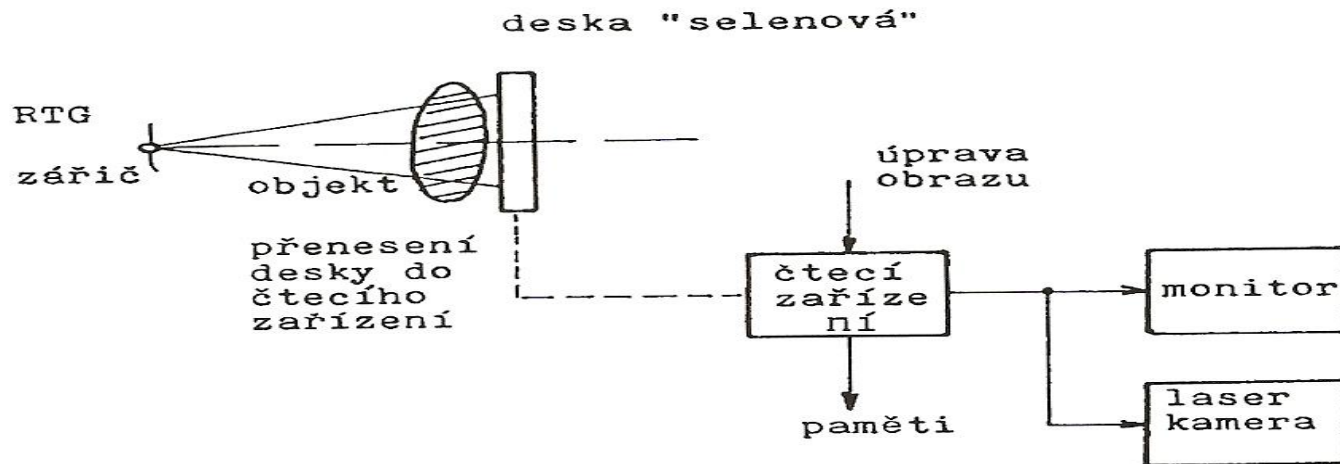 deska "selenová"
RTG
zářič
objekt
úprava
obrazu
přenesení
desky do
čtecího
zařízení
čtecí
zaříze
ní
monitor
paměti
laser
kamera